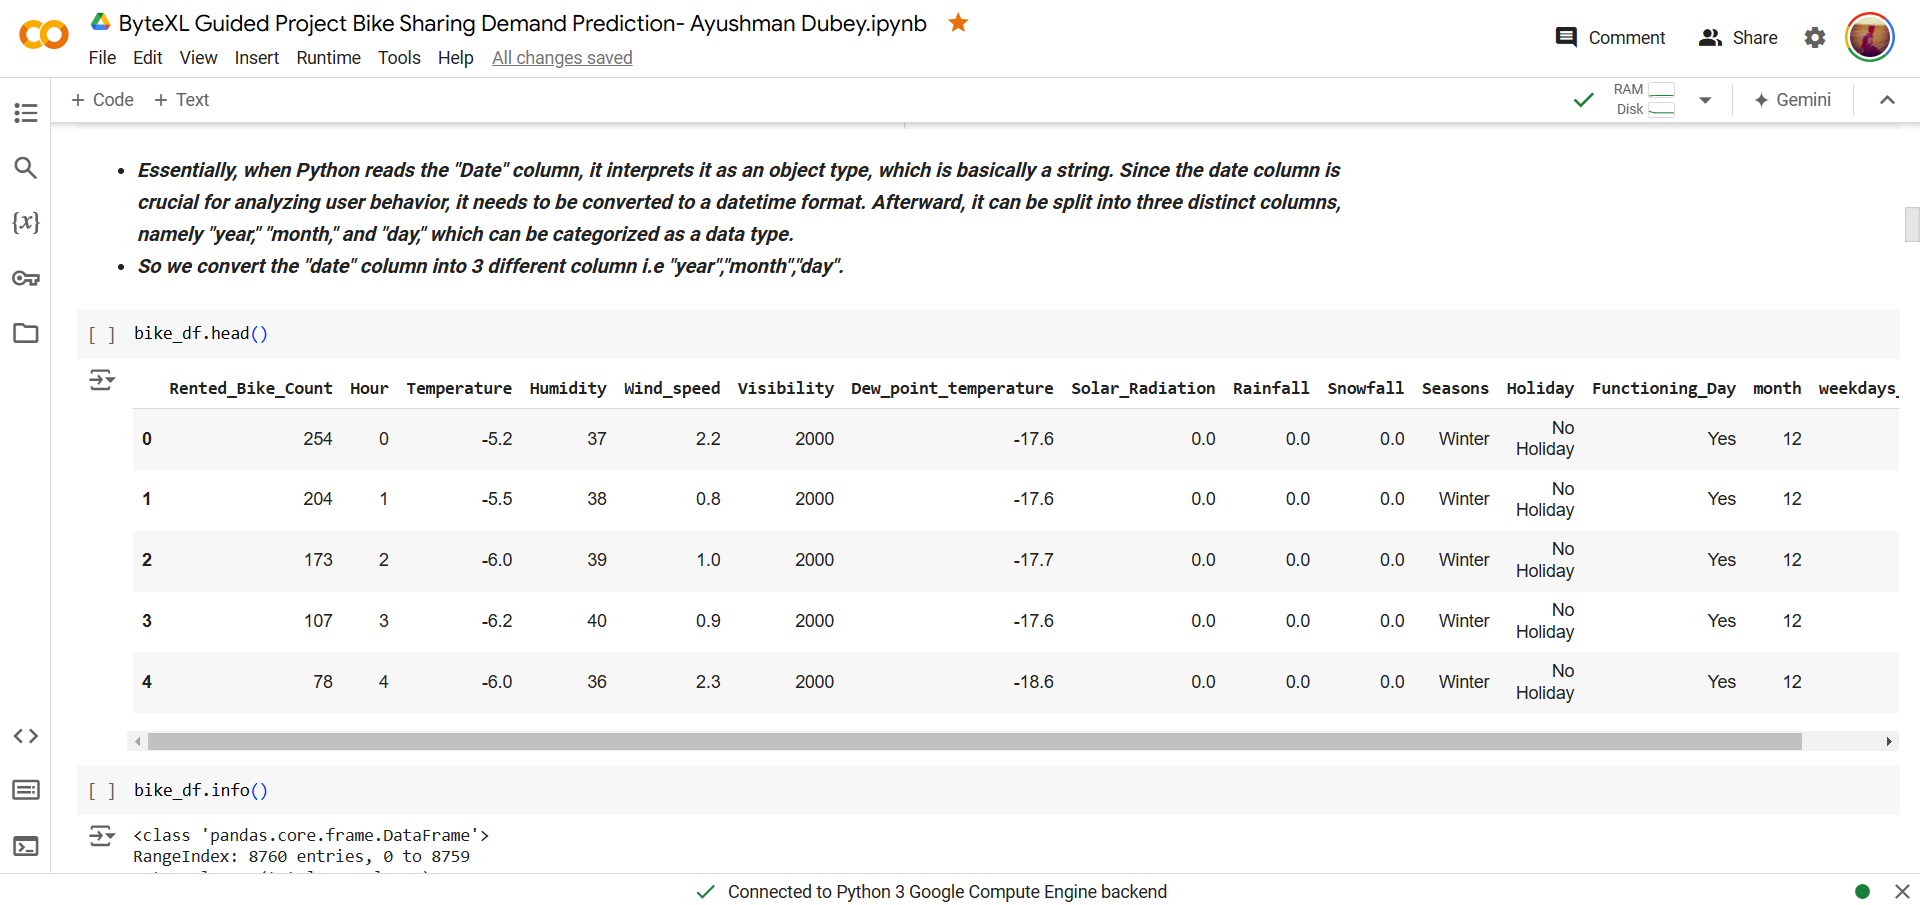 ByteXL Guided Project Bike Sharing Demand Prediction- Ayushman Dubey.ipynb
File Edit View Insert Runtime Tools Help All changes saved
Comment Share
+ Code + Text
RAM
Disk
Gemini
• Essentially, when Python reads the "Date" column, it interprets it as an object type, which is basically a string. Since the date column is
crucial for analyzing user behavior, it needs to be converted to a datetime format. Afterward, it can be split into three distinct columns,
namely "year," "month," and "day," which can be categorized as a data type.
• So we convert the "date" column into 3 different column i.e "year","month","day".
{x}
[ ] bike_df.head()
Rented_Bike_Count Hour Temperature Humidity Wind_speed Visibility Dew_point_temperature Solar_Radiation Rainfall Snowfall Seasons Holiday Functioning_Day month weekdays_
0 254 0 -5.2 37 2.2 2000 -17.6 0.0 0.0 0.0 Winter No Holiday Yes 12
1 204 1 -5.5 38 0.8 2000 -17.6 0.0 0.0 0.0 Winter No Holiday Yes 12
2 173 2 -6.0 39 1.0 2000 -17.7 0.0 0.0 0.0 Winter No Holiday Yes 12
3 107 3 -6.2 40 0.9 2000 -17.6 0.0 0.0 0.0 Winter No Holiday Yes 12
4 78 4 -6.0 36 2.3 2000 -18.6 0.0 0.0 0.0 Winter No Holiday Yes 12
[ ] bike_df.info()
<class 'pandas.core.frame.DataFrame'>
RangeIndex: 8760 entries, 0 to 8759
Connected to Python 3 Google Compute Engine backend